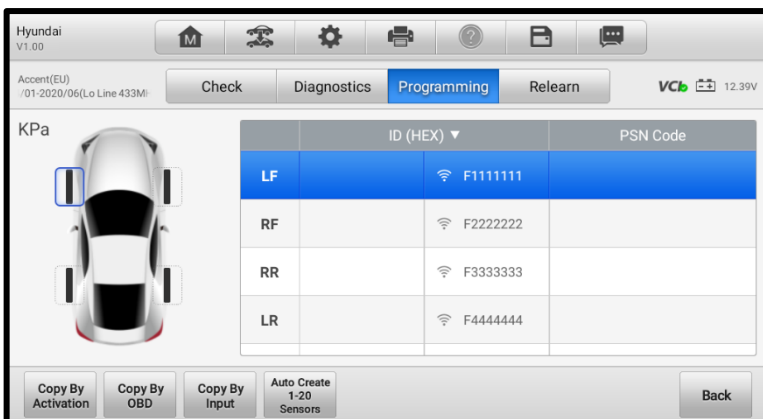 Hyundai
V1.00
M
?
Accent(EU)
Check
Diagnostics
Programming
Relearn
VCI
12.39V
KPa
ID (HEX) ▼
PSN Code
LF
F1111111
RF
F2222222
RR
F3333333
LR
F4444444
Copy By
Activation
Copy By
OBD
Copy By
Input
Auto Create
1-20
Sensors
Back
/01-2020/06(Lo Line 433M